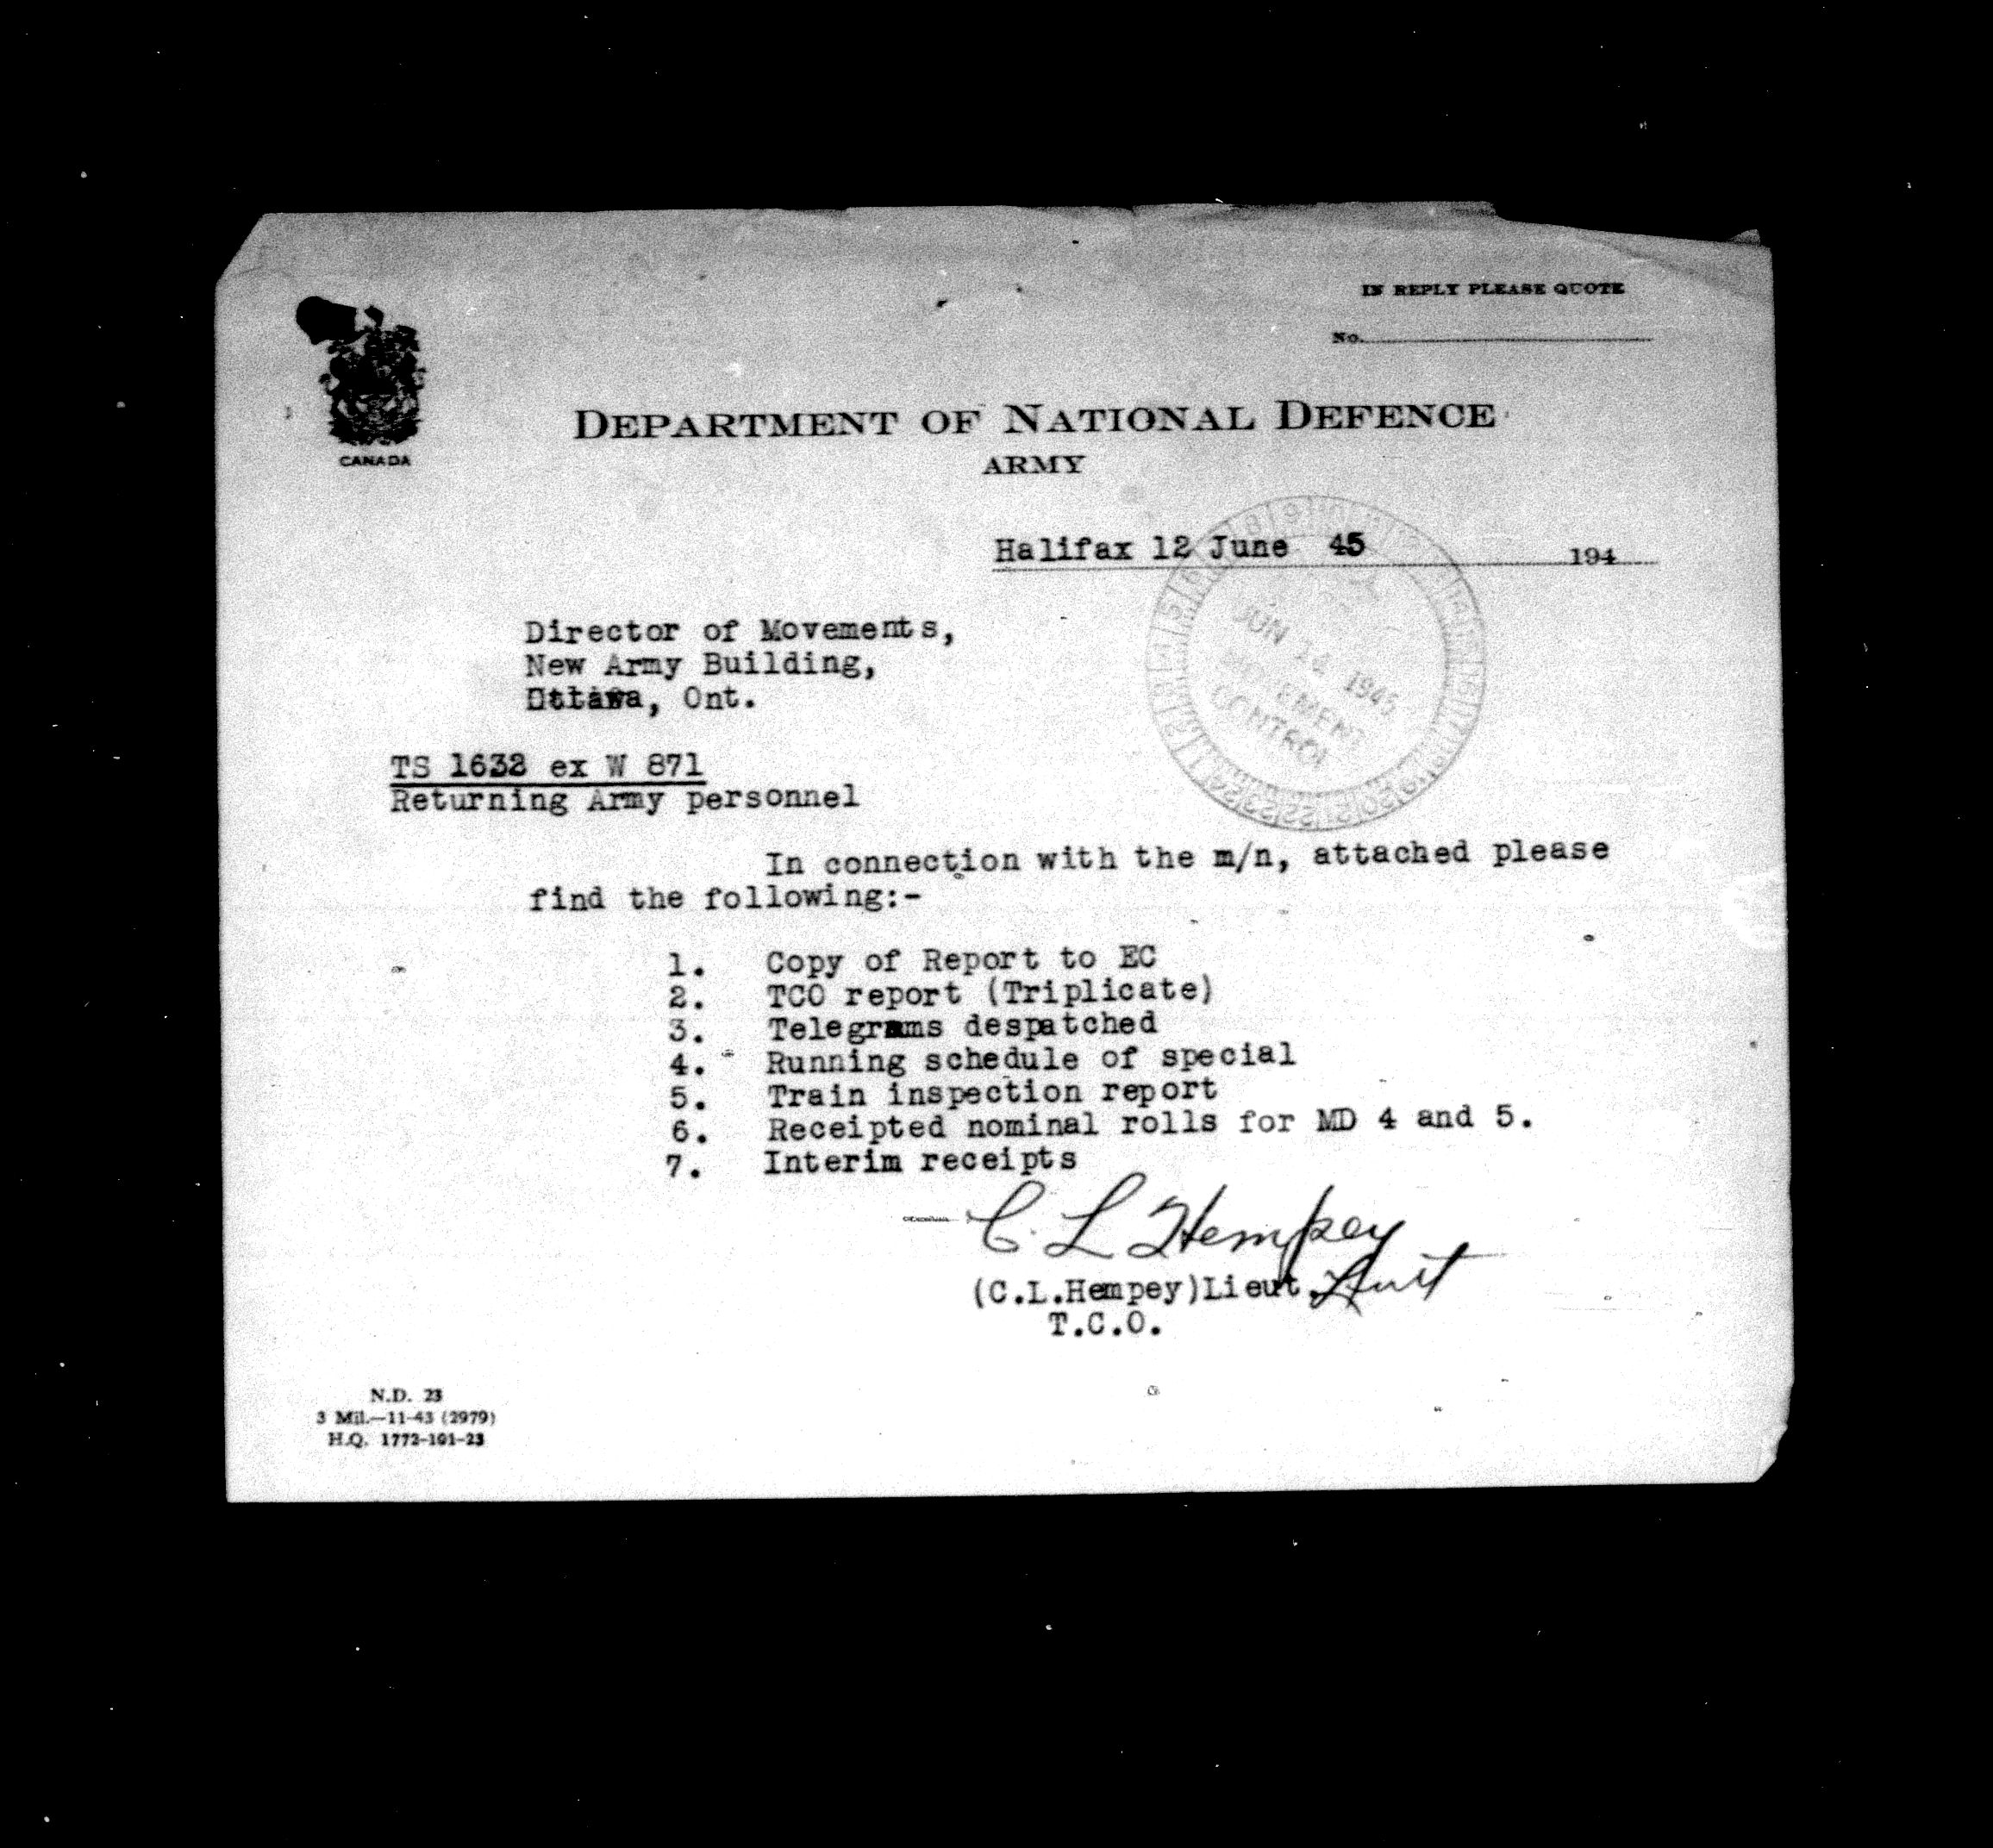 IN REPLY PLEASE QUOTE
No.
CANADA
DEPARTMENT OF NATIONAL DEFENCE
ARMY
Halifax 12 June 45 194
JUN 1945
CONTROL
Director of Movements,
New Army Building,
Ottawa, Ont.
TS 1632 ex W 871
Returning Army personnel
In connection with the m/n, attached please
find the following:-
1. Copy of Report to EC
2. TCO report (Triplicate)
3. Telegrams despatched
4. Running schedule of special
5. Train inspection report
6. Receipted nominal rolls for MD 4 and 5.
7. Interim receipts
C L Hempey
(C.L.Hempey)Lieut
T.C.O.
N.D. 23
3 Mil.—11-43 (2979)
H.Q. 1772-101-23